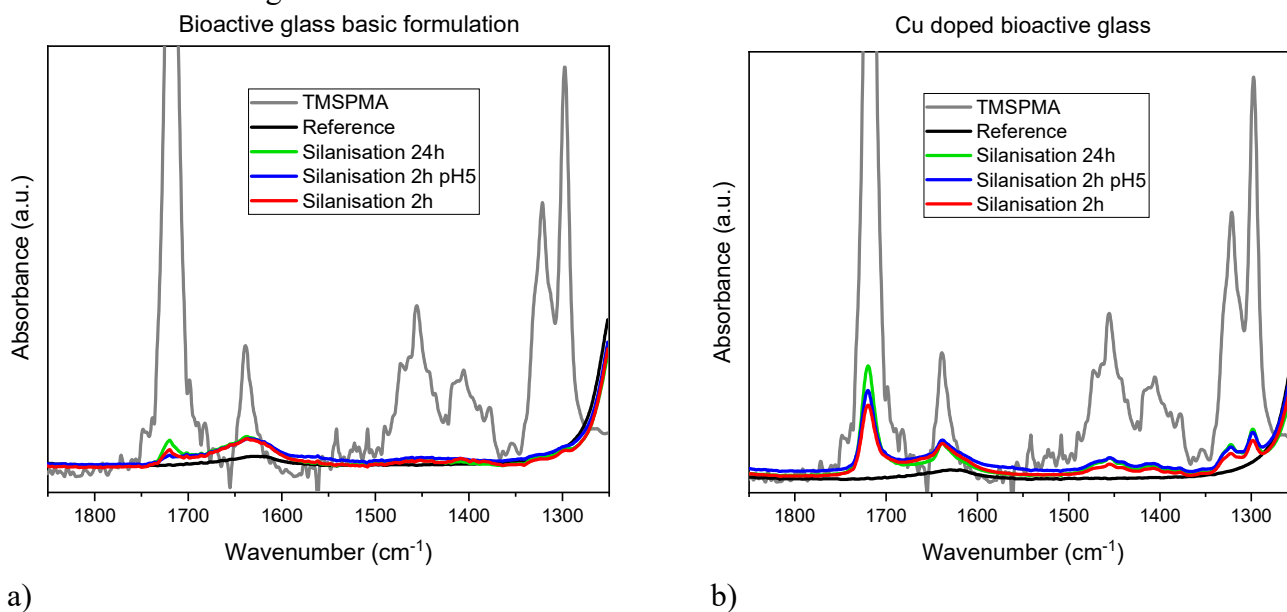 Bioactive glass basic formulation
TMSPMA
Reference
Silanisation 24h
Silanisation 2h pH5
Silanisation 2h
Absorbance (a.u.)
1800 1700 1600 1500 1400 1300
Wavenumber (cm⁻¹)
a)
Cu doped bioactive glass
TMSPMA
Reference
Silanisation 24h
Silanisation 2h pH5
Silanisation 2h
Absorbance (a.u.)
1800 1700 1600 1500 1400 1300
Wavenumber (cm⁻¹)
b)